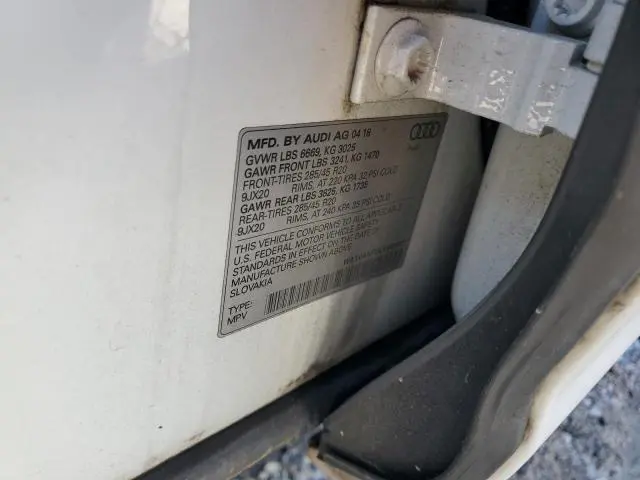 MFD. BY AUDI AG 04 18
GVWR LBS 6669, KG 3025
GAWR FRONT LBS 3241, KG 1470
FRONT-TIRES 285/45 R20
9JX20 RIMS, AT 220 KPA 32 PSI COLD
GAWR REAR LBS 3825, KG 1735
REAR-TIRES 285/45 R20
9JX20 RIMS, AT 240 KPA 35 PSI COLD
THIS VEHICLE CONFORMS TO ALL APPLICABLE
U.S. FEDERAL MOTOR VEHICLE SAFETY
STANDARDS IN EFFECT ON THE DATE OF
MANUFACTURE SHOWN ABOVE
SLOVAKIA
TYPE:
MPV